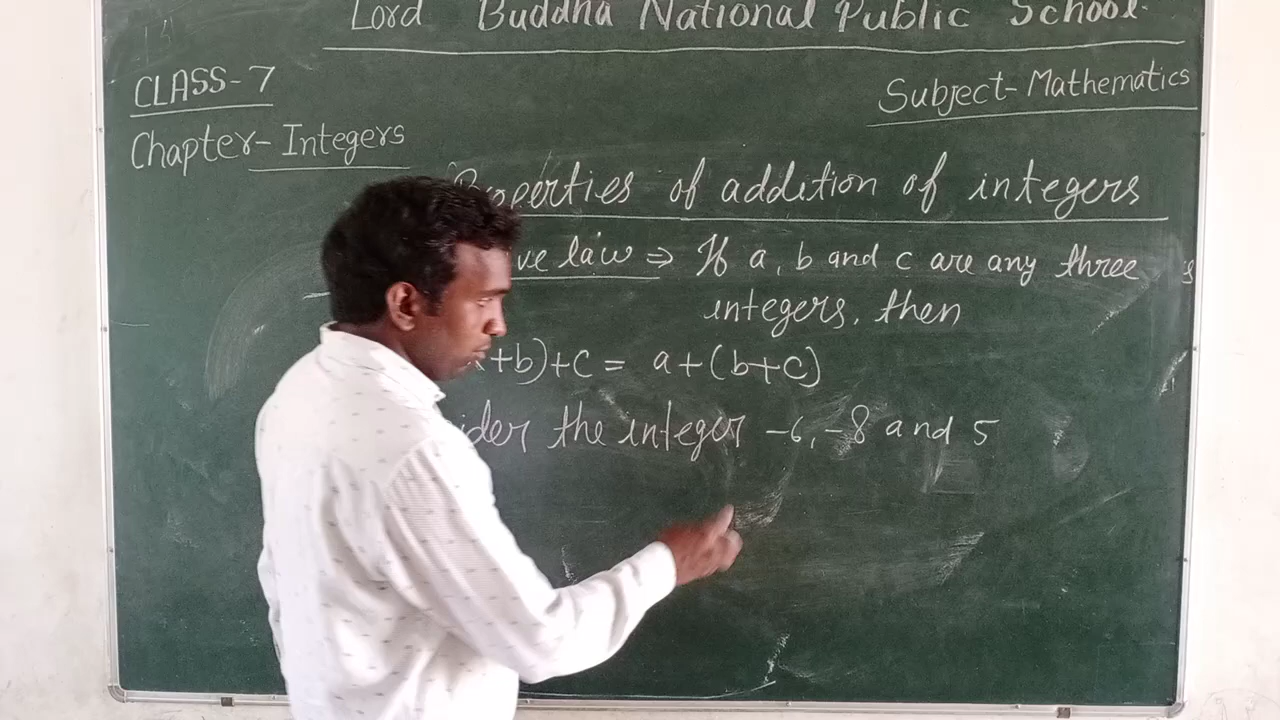 Lord Buddha National Public School
CLASS-7
Subject-Mathematics
Chapter-Integers
Properties of addition of integers
ve law ⇒ If a, b and c are any three
integers, then
+b)+c = a+(b+c)
ider the integer -6, -8 and 5